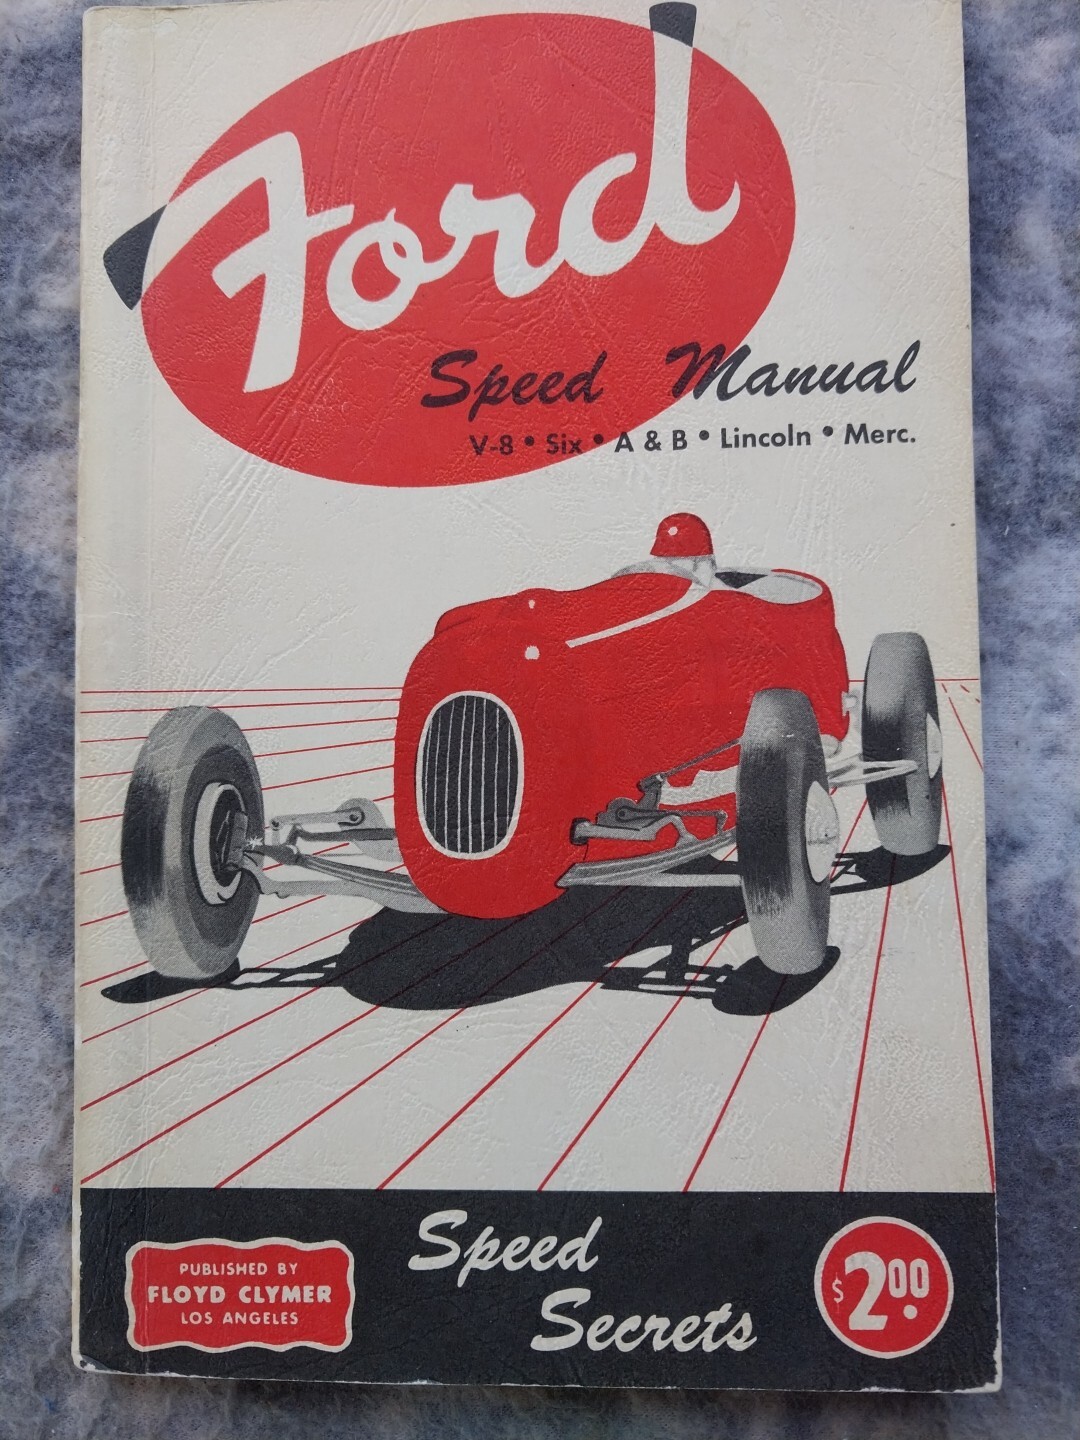 Ford
Speed Manual
V-8 • Six • A & B • Lincoln • Merc.
Speed
Secrets
PUBLISHED BY
FLOYD CLYMER
LOS ANGELES
$2.00